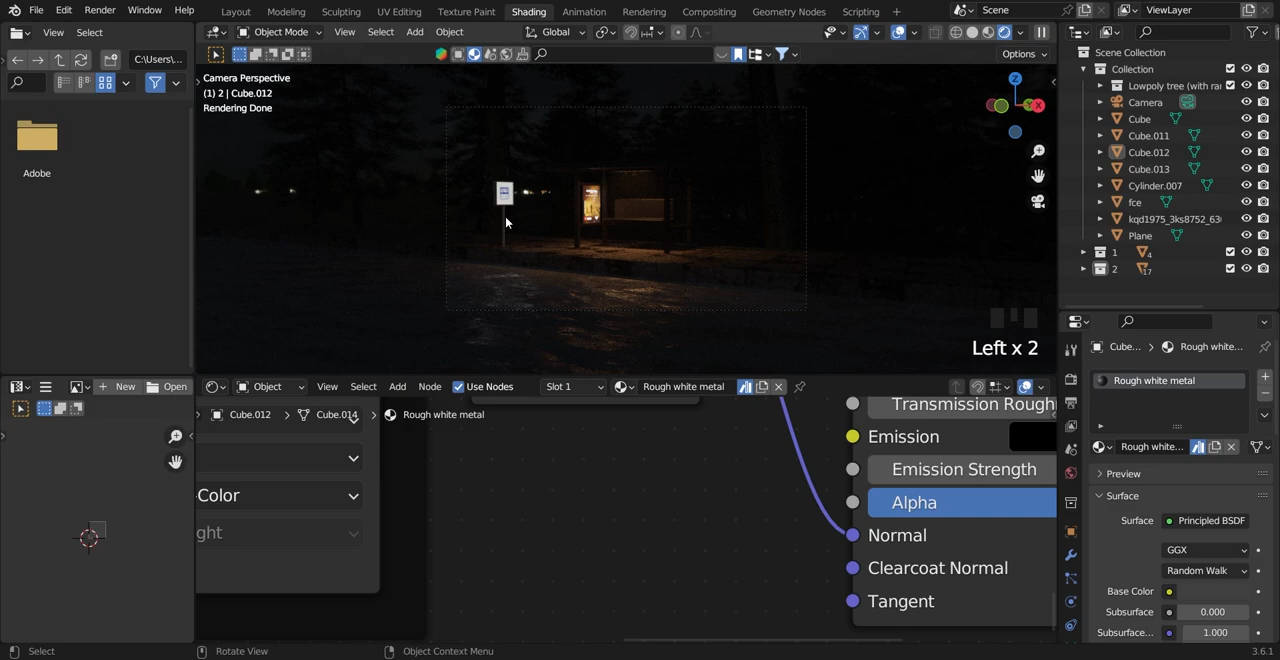 File Edit Render Window Help Layout Modeling Sculpting UV Editing Texture Paint Shading Animation Rendering Compositing Geometry Nodes Scripting + Scene ViewLayer
View Select Object Mode View Select Add Object Global
C:\Users\...
Options
Adobe
Camera Perspective
(1) 2 | Cube.012
Rendering Done
Z
Y
X
Left x 2
Scene Collection
Collection
Lowpoly tree (with ra
Camera
Cube
Cube.011
Cube.012
Cube.013
Cylinder.007
fce
kqd1975_3ks8752_63
Plane
1 4
2 17
New Open Object View Select Add Node Use Nodes Slot 1 Rough white metal
Cube.012 > Cube.014 > Rough white metal
Color
ght
Transmission Rough
Emission
Emission Strength
Alpha
Normal
Clearcoat Normal
Tangent
Cube... > Rough white...
Rough white metal
Rough white...
Preview
Surface
Surface Principled BSDF
GGX
Random Walk
Base Color
Subsurface 0.000
Subsurface... 1.000
Select Rotate View Object Context Menu 3.6.1